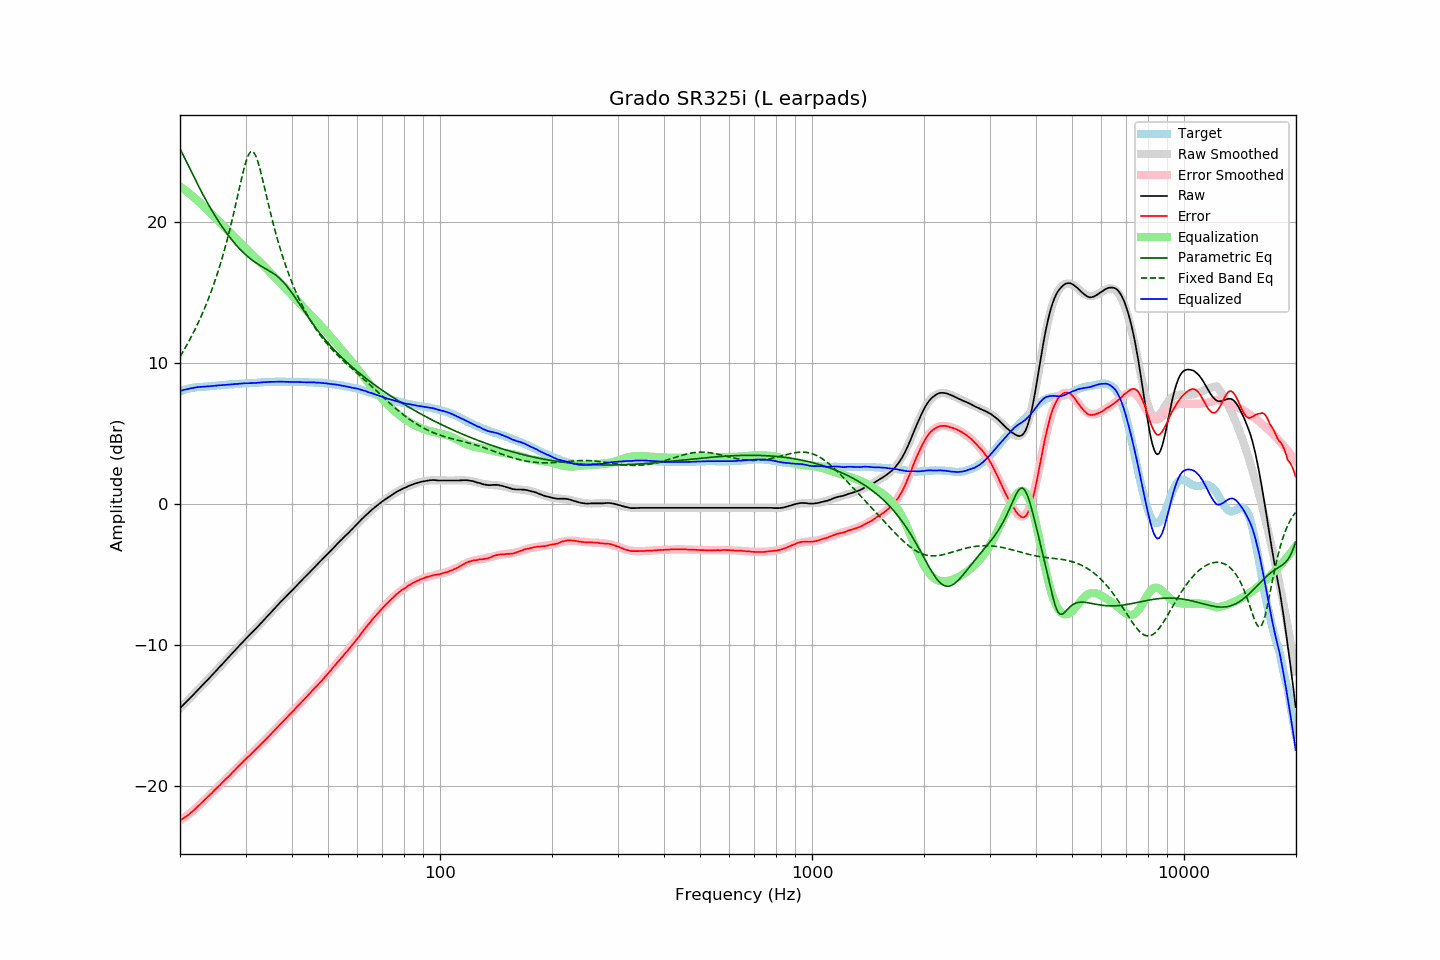 Grado SR325i (L earpads)
Target
Raw Smoothed
Error Smoothed
Raw
Error
Equalization
Parametric Eq
Fixed Band Eq
Equalized
Amplitude (dBr)
20
10
0
−10
−20
100
1000
10000
Frequency (Hz)